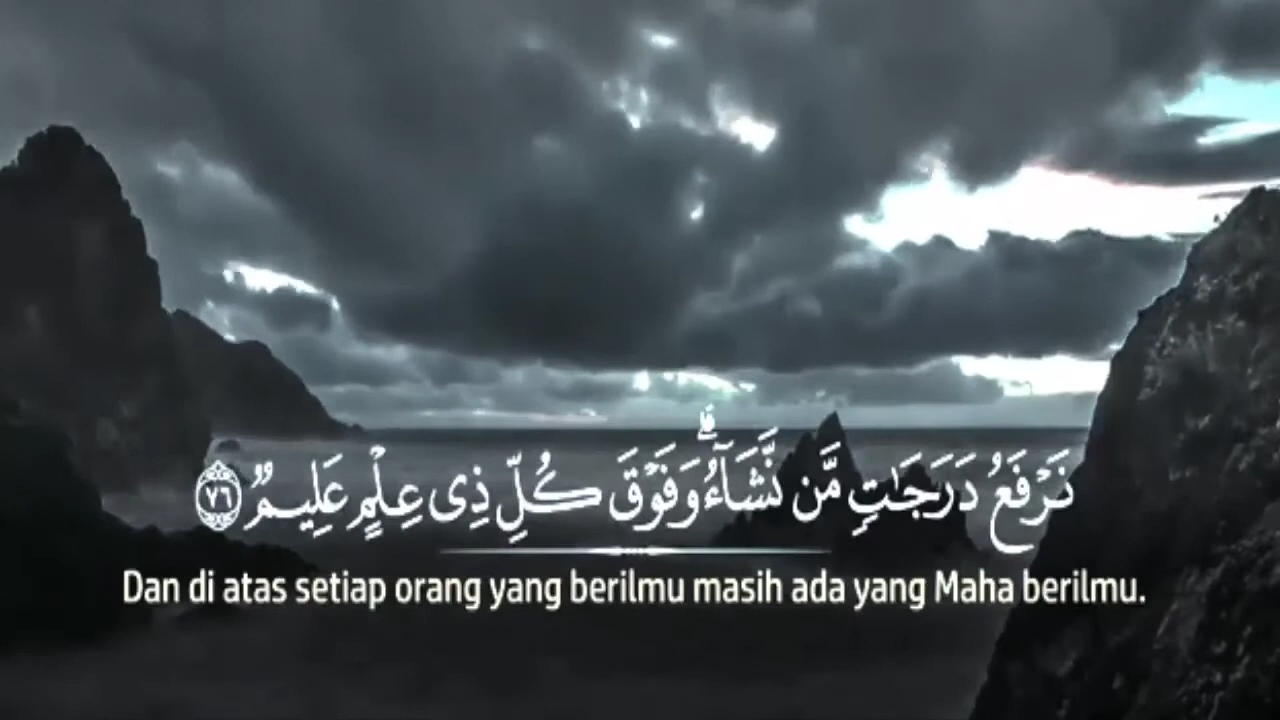 نَرْفَعُ دَرَجَٰتٍ مَّن نَّشَآءُ ۗ وَفَوْقَ كُلِّ ذِى عِلْمٍ عَلِيمٌ ٧٦
Dan di atas setiap orang yang berilmu masih ada yang Maha berilmu.